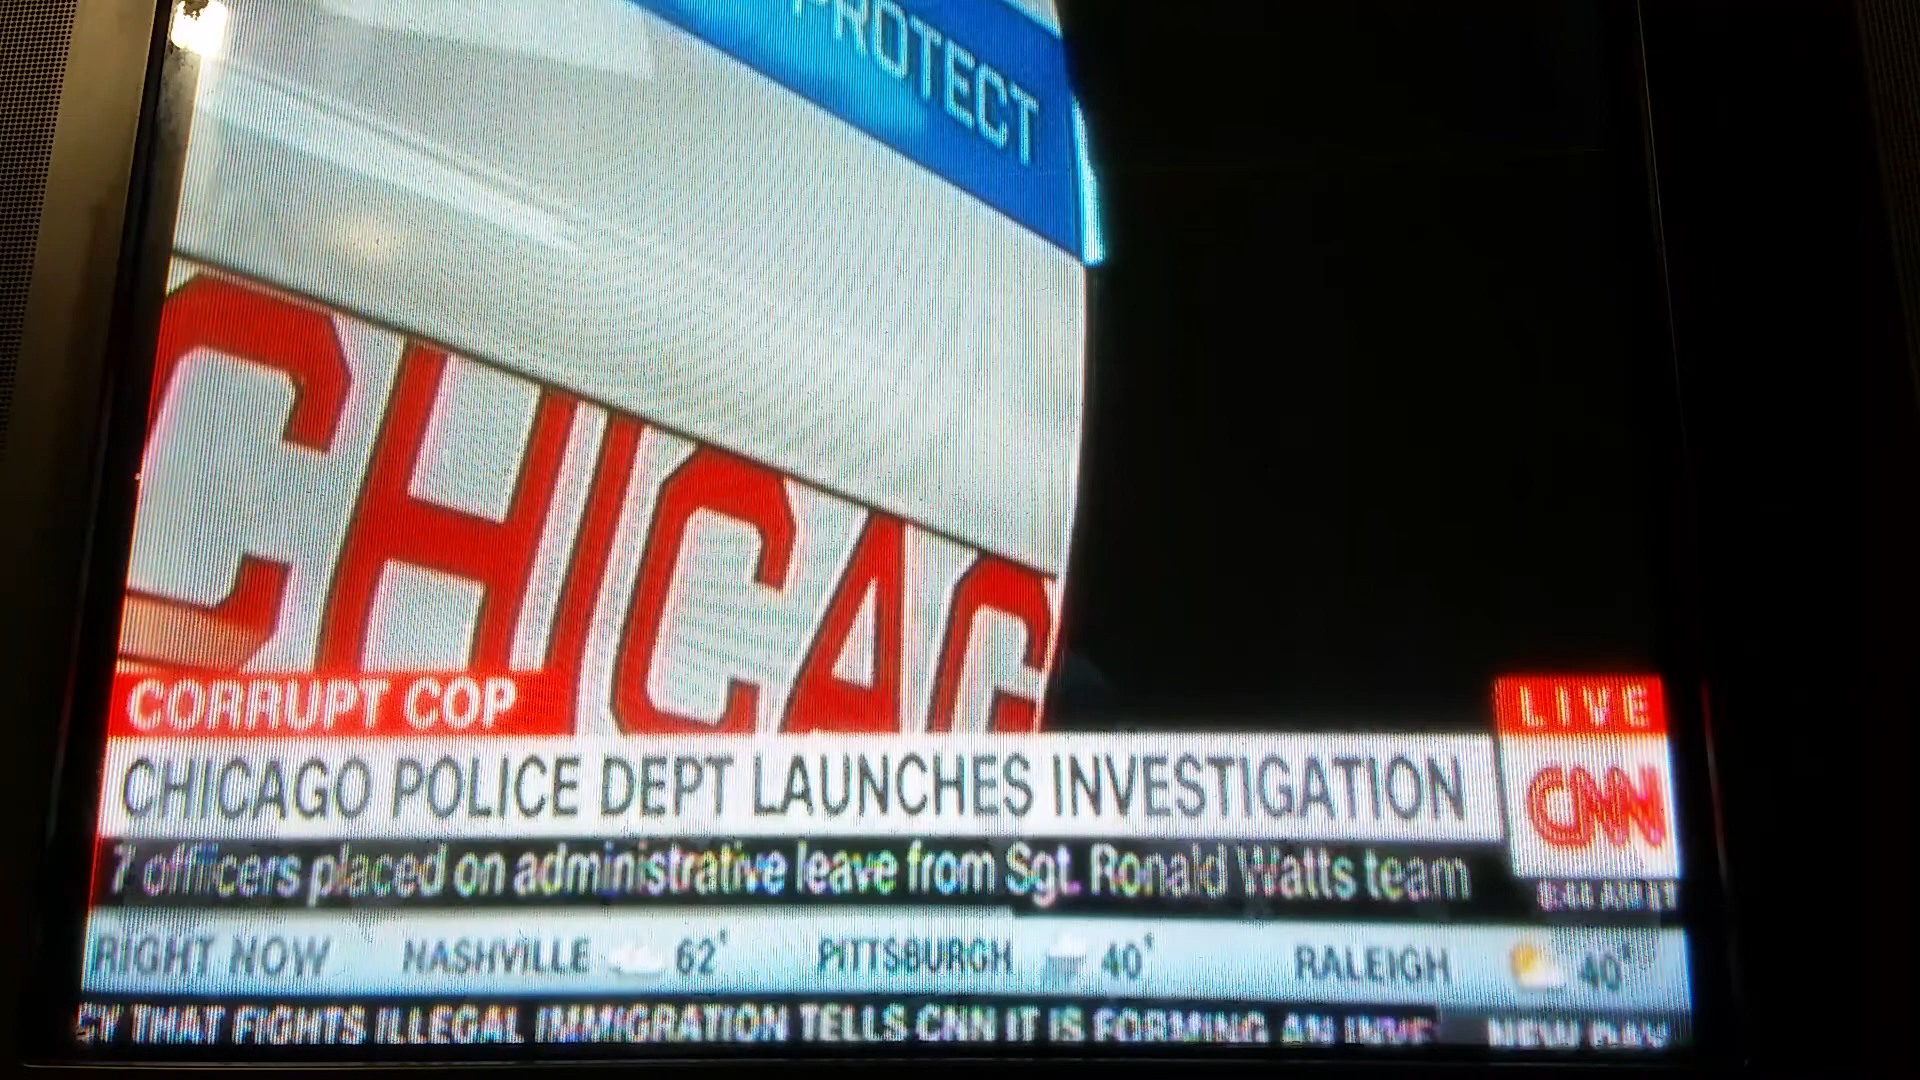 PROTECT
CHICAG
CORRUPT COP
LIVE
CHICAGO POLICE DEPT LAUNCHES INVESTIGATION
CNN
7 officers placed on administrative leave from Sgt. Ronald Watts team
RIGHT NOW NASHVILLE 62° PITTSBURGH 40° RALEIGH 40°
THAT FIGHTS ILLEGAL IMMIGRATION TELLS CNN IT IS FORMING AN NEW DAY